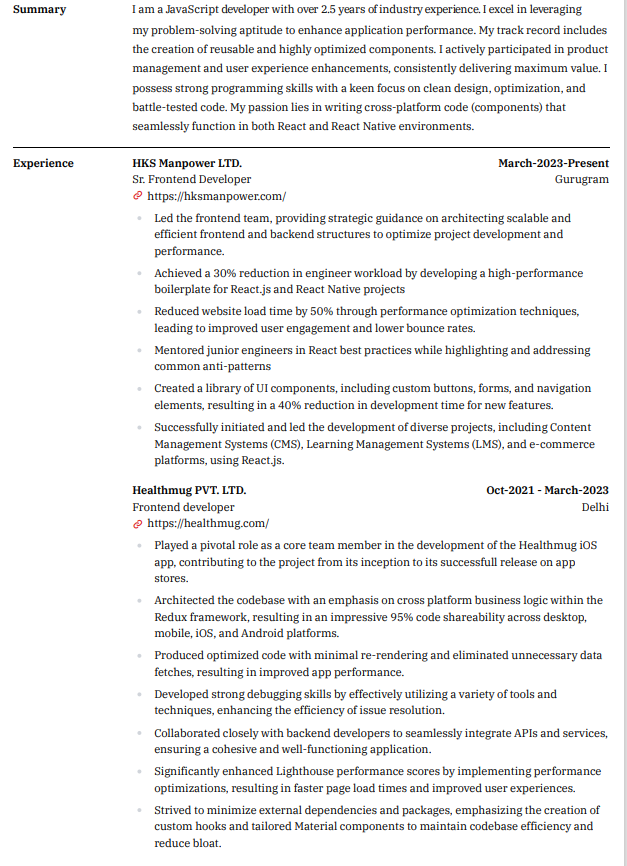 Summary
I am a JavaScript developer with over 2.5 years of industry experience. I excel in leveraging
my problem-solving aptitude to enhance application performance. My track record includes
the creation of reusable and highly optimized components. I actively participated in product
management and user experience enhancements, consistently delivering maximum value. I
possess strong programming skills with a keen focus on clean design, optimization, and
battle-tested code. My passion lies in writing cross-platform code (components) that
seamlessly function in both React and React Native environments.
Experience
HKS Manpower LTD. March-2023-Present
Sr. Frontend Developer Gurugram
https://hksmanpower.com/
Led the frontend team, providing strategic guidance on architecting scalable and
efficient frontend and backend structures to optimize project development and
performance.
Achieved a 30% reduction in engineer workload by developing a high-performance
boilerplate for React.js and React Native projects
Reduced website load time by 50% through performance optimization techniques,
leading to improved user engagement and lower bounce rates.
Mentored junior engineers in React best practices while highlighting and addressing
common anti-patterns
Created a library of UI components, including custom buttons, forms, and navigation
elements, resulting in a 40% reduction in development time for new features.
Successfully initiated and led the development of diverse projects, including Content
Management Systems (CMS), Learning Management Systems (LMS), and e-commerce
platforms, using React.js.
Healthmug PVT. LTD. Oct-2021 - March-2023
Frontend developer Delhi
https://healthmug.com/
Played a pivotal role as a core team member in the development of the Healthmug iOS
app, contributing to the project from its inception to its successfull release on app
stores.
Architected the codebase with an emphasis on cross platform business logic within the
Redux framework, resulting in an impressive 95% code shareability across desktop,
mobile, iOS, and Android platforms.
Produced optimized code with minimal re-rendering and eliminated unnecessary data
fetches, resulting in improved app performance.
Developed strong debugging skills by effectively utilizing a variety of tools and
techniques, enhancing the efficiency of issue resolution.
Collaborated closely with backend developers to seamlessly integrate APIs and services,
ensuring a cohesive and well-functioning application.
Significantly enhanced Lighthouse performance scores by implementing performance
optimizations, resulting in faster page load times and improved user experiences.
Strived to minimize external dependencies and packages, emphasizing the creation of
custom hooks and tailored Material components to maintain codebase efficiency and
reduce bloat.